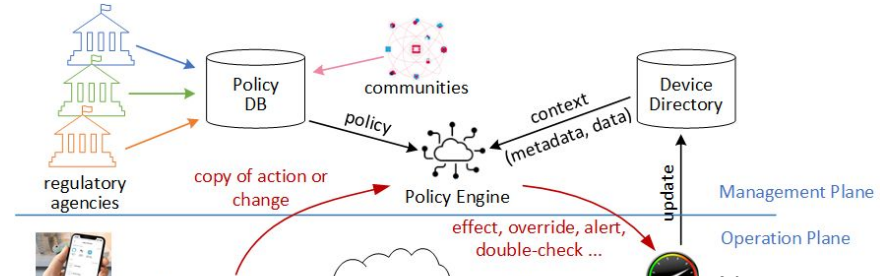 Policy
DB
communities
Device
Directory
policy
context
(metadata, data)
regulatory
agencies
copy of action or
change
Policy Engine
update
Management Plane
effect, override, alert,
double-check ...
Operation Plane